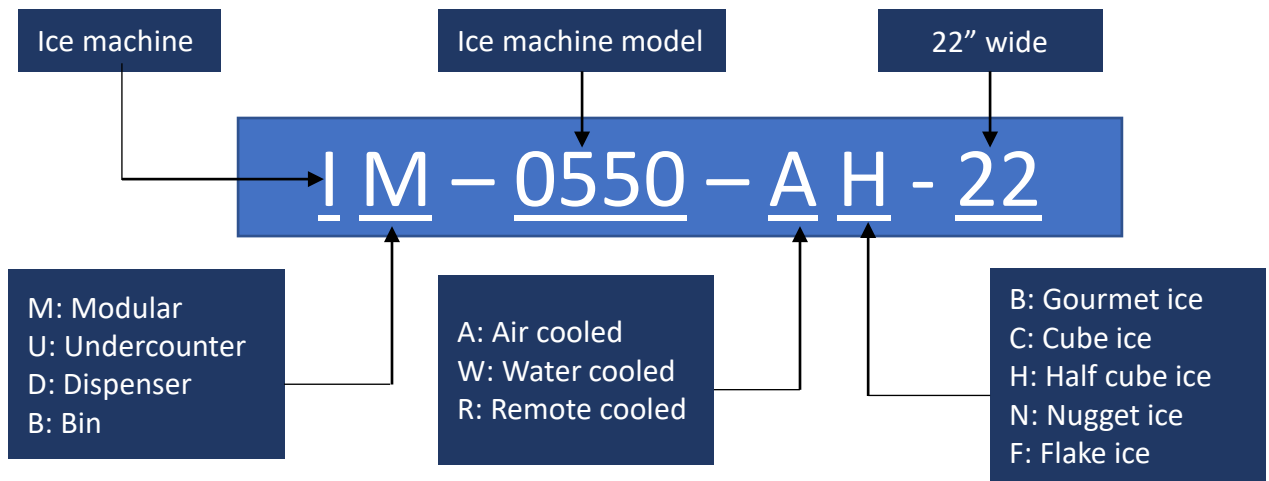 Ice machine
Ice machine model
22” wide
I M – 0550 – A H - 22
M: Modular
U: Undercounter
D: Dispenser
B: Bin
A: Air cooled
W: Water cooled
R: Remote cooled
B: Gourmet ice
C: Cube ice
H: Half cube ice
N: Nugget ice
F: Flake ice